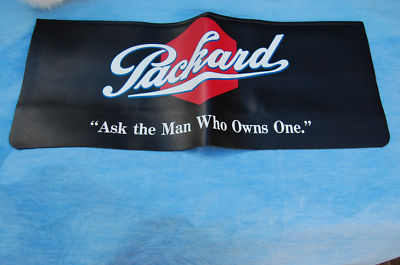 Packard
“Ask the Man Who Owns One.”